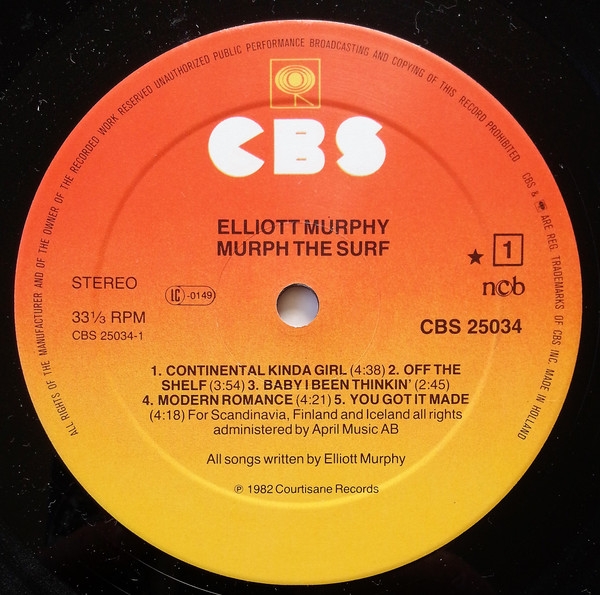 ALL RIGHTS OF THE MANUFACTURER AND OF THE OWNER OF THE RECORDED WORK RESERVED UNAUTHORIZED PUBLIC PERFORMANCE BROADCASTING AND COPYING OF THIS RECORD PROHIBITED CBS & ARE REG. TRADEMARKS OF CBS INC. MADE IN HOLLAND
CBS
ELLIOTT MURPHY
MURPH THE SURF
STEREO
LC-0149
★ 1
33 1/3 RPM
ncb
CBS 25034-1
CBS 25034
1. CONTINENTAL KINDA GIRL (4:38) 2. OFF THE
SHELF (3:54) 3. BABY I BEEN THINKIN' (2:45)
4. MODERN ROMANCE (4:21) 5. YOU GOT IT MADE
(4:18) For Scandinavia, Finland and Iceland all rights
administered by April Music AB
All songs written by Elliott Murphy
℗ 1982 Courtisane Records